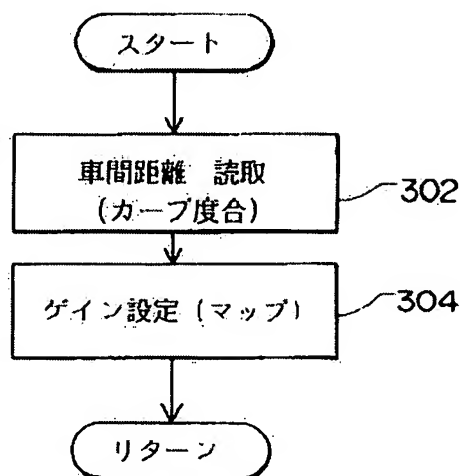 スタート
車間距離 読取
(カーブ度合)
302
ゲイン設定(マップ)
304
リターン